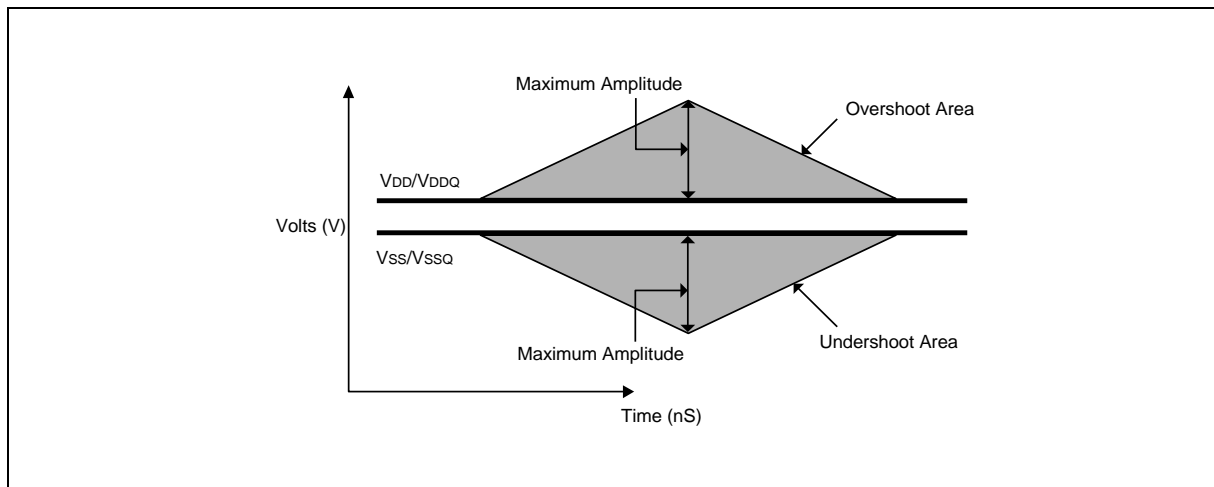 Maximum Amplitude
Overshoot Area
VDD/VDDQ
Volts (V)
VSS/VSSQ
Maximum Amplitude
Undershoot Area
Time (nS)